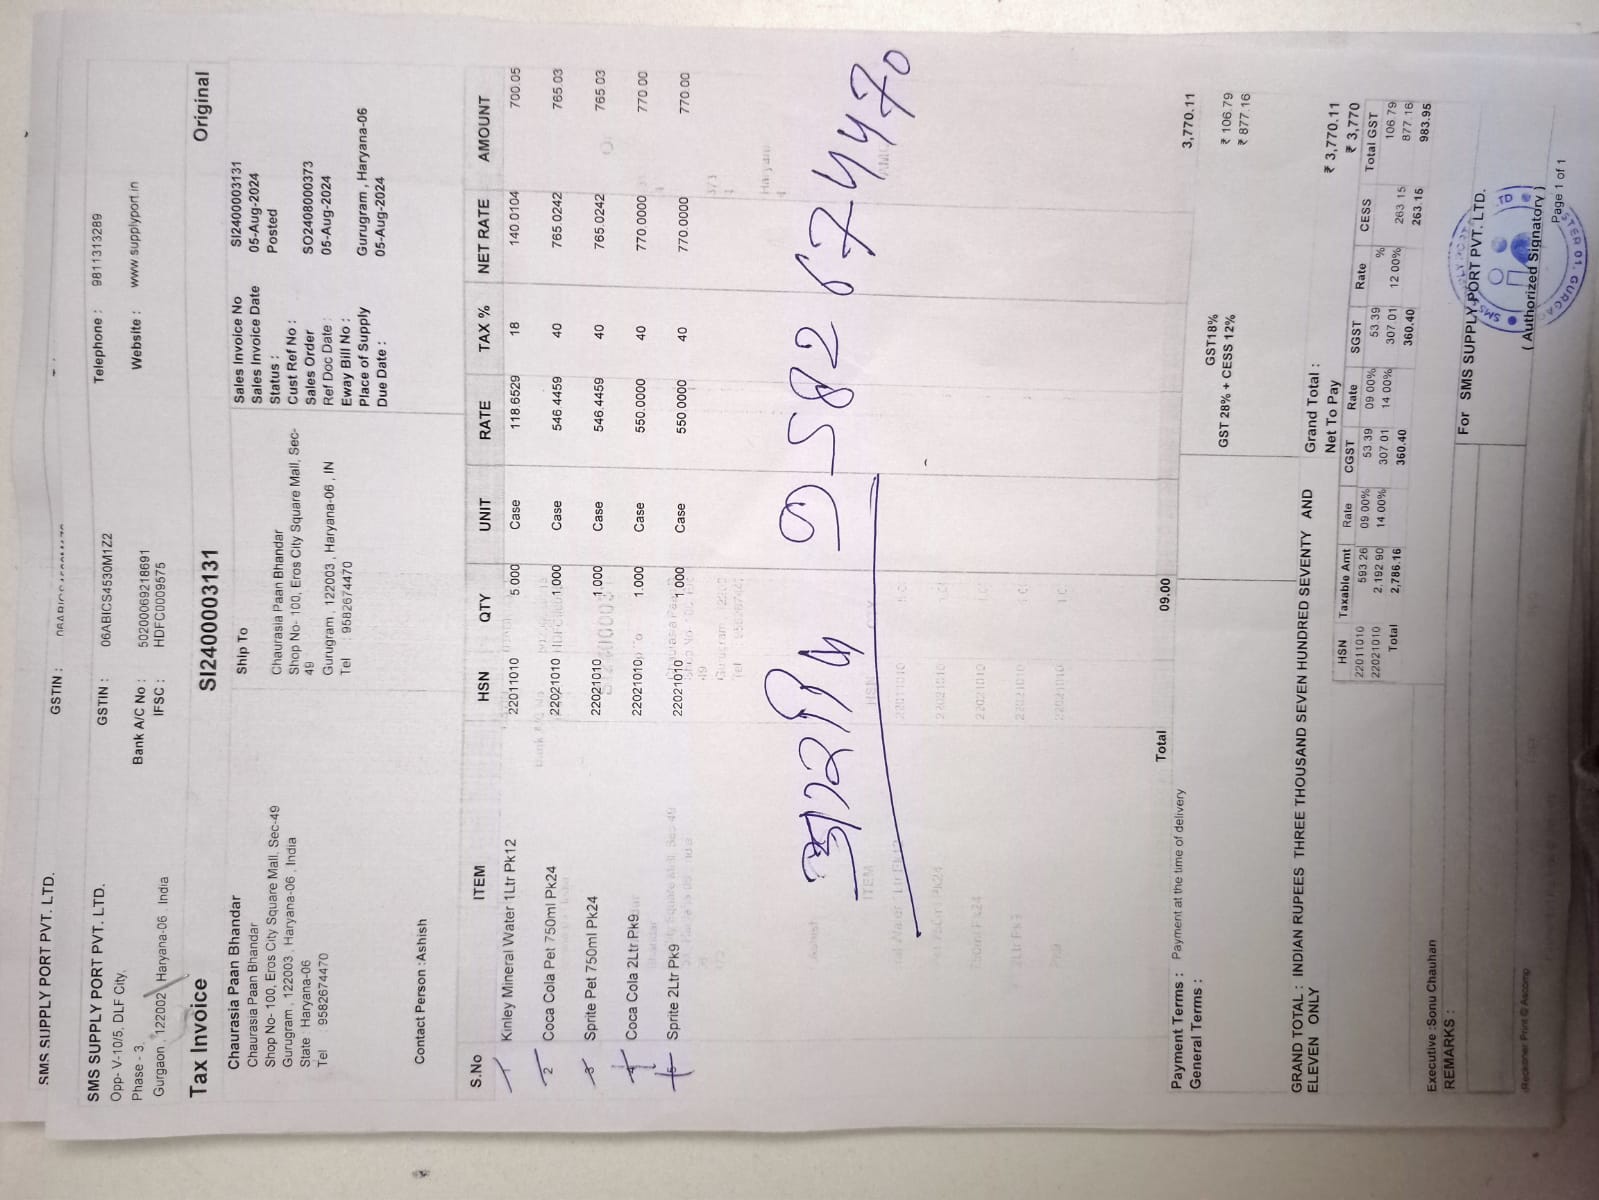 SMS SUPPLY PORT PVT. LTD.
GSTIN :
SMS SUPPLY PORT PVT. LTD.
Opp- V-10/5, DLF City,
Phase - 3,
Gurgaon , 122002 , Haryana-06 , India
GSTIN : 06ABICS4530M1Z2
Telephone : 9811313289
Bank A/C No : 50200069218691
IFSC : HDFC0009575
Website : www.supplyport.in
Tax Invoice SI2400003131 Original
Chaurasia Paan Bhandar
Chaurasia Paan Bhandar
Shop No- 100, Eros City Square Mall, Sec-49
Gurugram , 122003 , Haryana-06 , India
State : Haryana-06
Tel : 9582674470
Contact Person :Ashish
Ship To
Chaurasia Paan Bhandar
Shop No- 100, Eros City Square Mall, Sec-
49
Gurugram , 122003 , Haryana-06 , IN
Tel : 9582674470
Sales Invoice No SI2400003131
Sales Invoice Date 05-Aug-2024
Status : Posted
Cust Ref No :
Sales Order SO2408000373
Ref Doc Date : 05-Aug-2024
Eway Bill No :
Place of Supply Gurugram , Haryana-06
Due Date : 05-Aug-2024
S.No ITEM HSN QTY UNIT RATE TAX % NET RATE AMOUNT
1 Kinley Mineral Water 1Ltr Pk12 22011010 5.000 Case 118.6529 18 140.0104 700.05
2 Coca Cola Pet 750ml Pk24 22021010 1.000 Case 546.4459 40 765.0242 765.03
3 Sprite Pet 750ml Pk24 22021010 1.000 Case 546.4459 40 765.0242 765.03
4 Coca Cola 2Ltr Pk9 22021010 1.000 Case 550.0000 40 770.0000 770.00
5 Sprite 2Ltr Pk9 22021010 1.000 Case 550.0000 40 770.0000 770.00
9582674470
Total 09.00 3,770.11
Payment Terms : Payment at the time of delivery
General Terms :
GST18% ₹ 106.79
GST 28% + CESS 12% ₹ 877.16
GRAND TOTAL : INDIAN RUPEES THREE THOUSAND SEVEN HUNDRED SEVENTY AND
ELEVEN ONLY
Grand Total : ₹ 3,770.11
Net To Pay ₹ 3,770
HSN Taxable Amt Rate CGST Rate SGST Rate CESS Total GST
22011010 593.26 09.00% 53.39 09.00% 53.39 % 106.79
22021010 2,192.90 14.00% 307.01 14.00% 307.01 12.00% 263.15 877.16
Total 2,786.16 360.40 360.40 263.15 983.95
Executive :Sonu Chauhan
REMARKS :
For SMS SUPPLY PORT PVT. LTD.
( Authorized Signatory )
Reckoner Print © Ascomp
Page 1 of 1